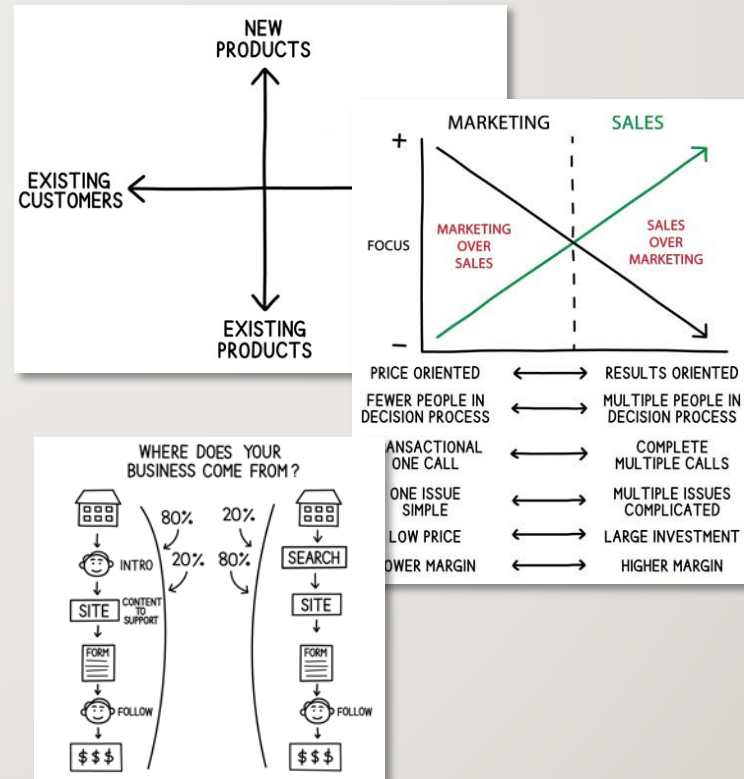 NEW
PRODUCTS
EXISTING
CUSTOMERS
EXISTING
PRODUCTS
MARKETING
SALES
+
FOCUS
MARKETING
OVER
SALES
SALES
OVER
MARKETING
–
PRICE ORIENTED
RESULTS ORIENTED
FEWER PEOPLE IN
DECISION PROCESS
MULTIPLE PEOPLE IN
DECISION PROCESS
ANSACTIONAL
ONE CALL
COMPLETE
MULTIPLE CALLS
ONE ISSUE
SIMPLE
MULTIPLE ISSUES
COMPLICATED
LOW PRICE
LARGE INVESTMENT
OWER MARGIN
HIGHER MARGIN
WHERE DOES YOUR
BUSINESS COME FROM?
80%
20%
INTRO
20%
80%
SEARCH
SITE
CONTENT
TO
SUPPORT
SITE
FORM
FORM
FOLLOW
FOLLOW
$$$
$$$